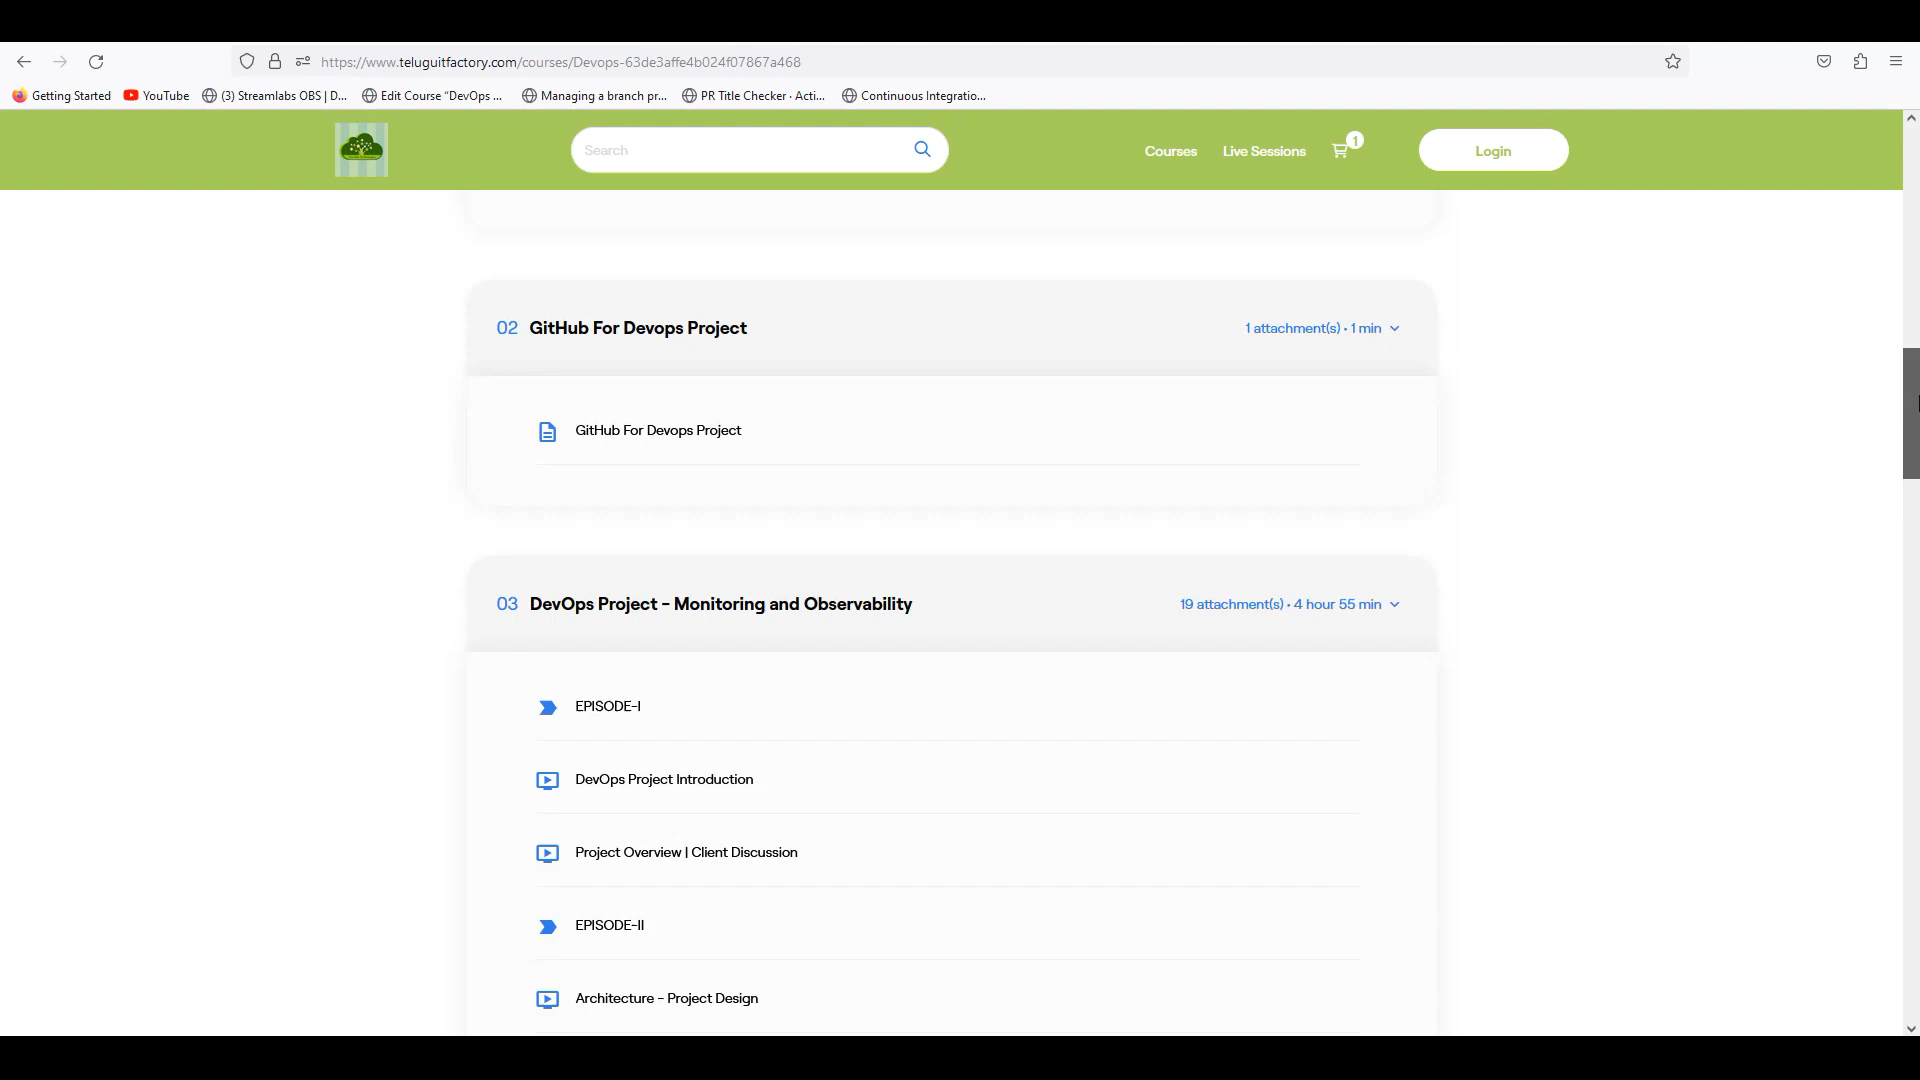 https://www.teluguitfactory.com/courses/Devops-63de3affe4b024f07867a468
Getting Started YouTube (3) Streamlabs OBS | D... Edit Course “DevOps ... Managing a branch pr... PR Title Checker · Acti... Continuous Integratio...
Search Courses Live Sessions 1 Login
02 GitHub For Devops Project 1 attachment(s) • 1 min
GitHub For Devops Project
03 DevOps Project - Monitoring and Observability 19 attachment(s) • 4 hour 55 min
EPISODE-I
DevOps Project Introduction
Project Overview | Client Discussion
EPISODE-II
Architecture - Project Design